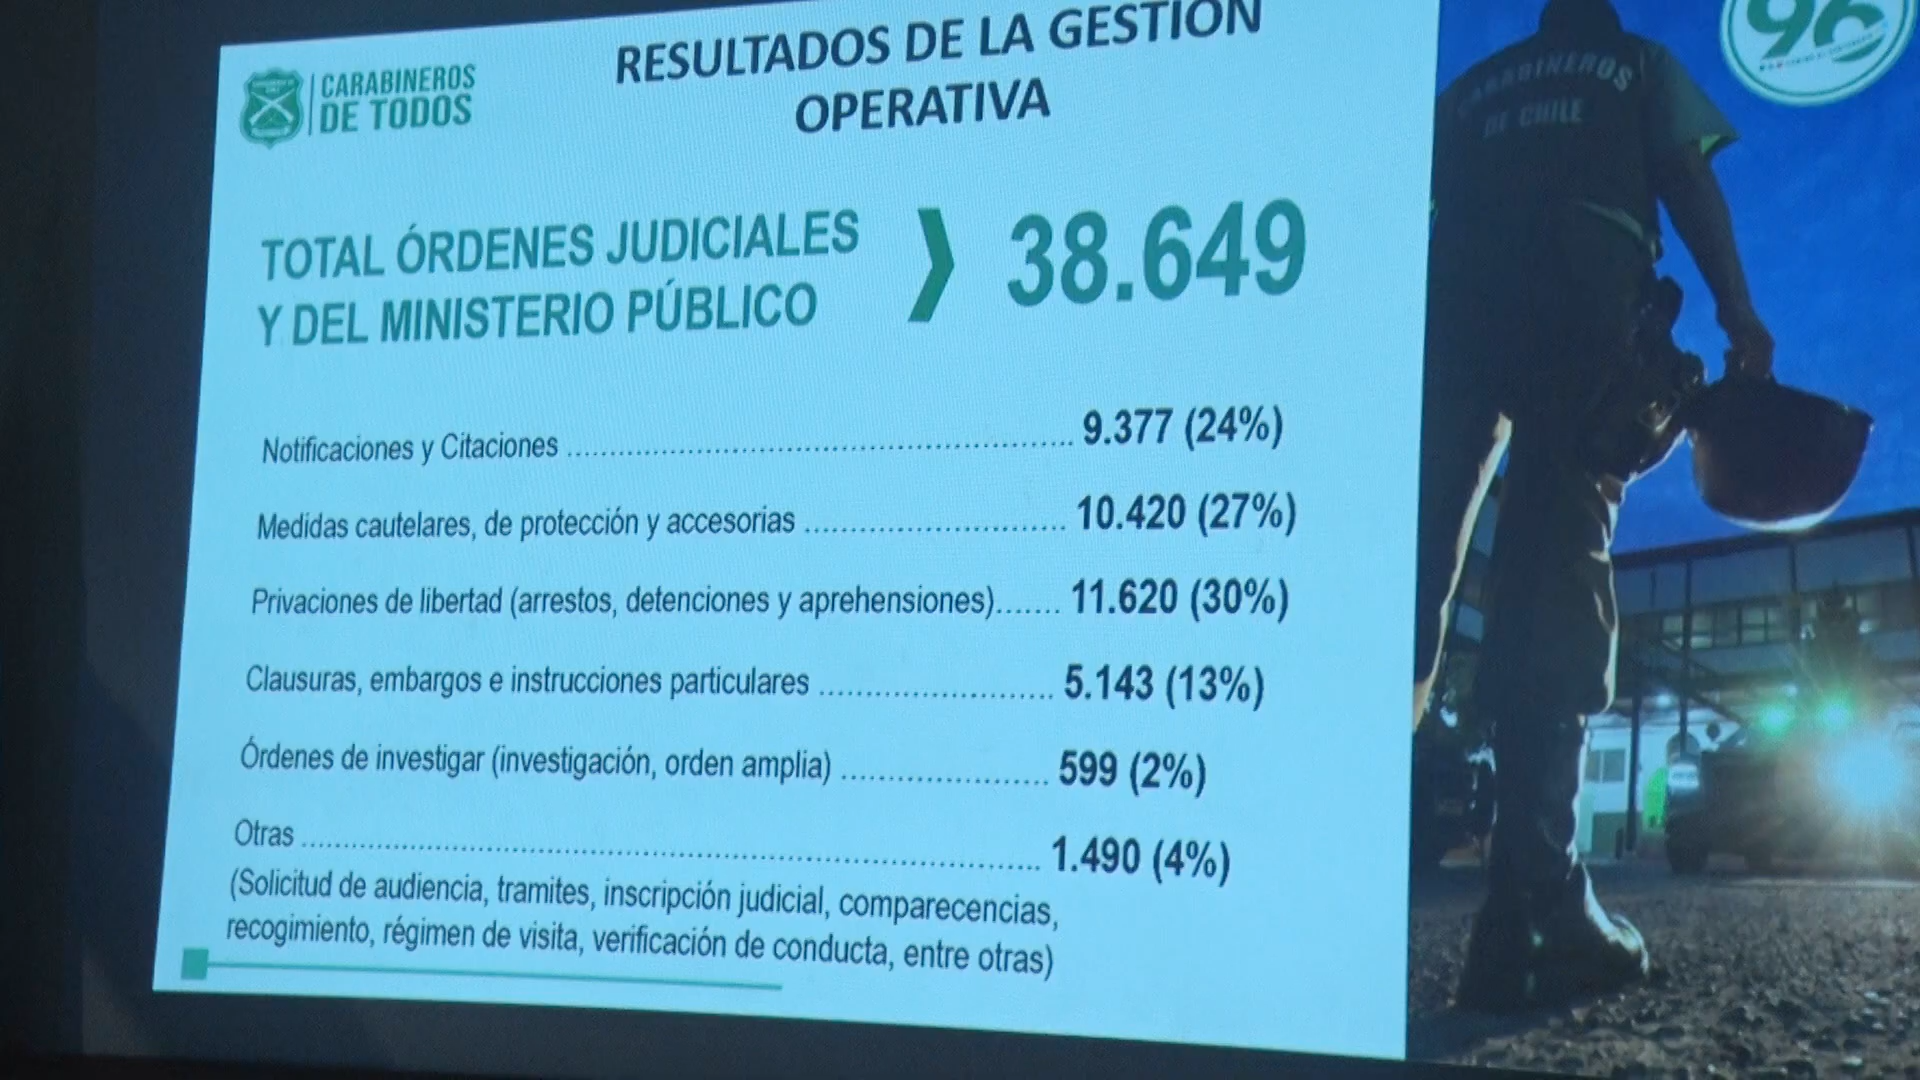 CARABINEROS
DE TODOS
RESULTADOS DE LA GESTIÓN
OPERATIVA
96
CARABINEROS
DE CHILE
TOTAL ÓRDENES JUDICIALES
Y DEL MINISTERIO PÚBLICO
38.649
Notificaciones y Citaciones ........................................................... 9.377 (24%)
Medidas cautelares, de protección y accesorias .............................. 10.420 (27%)
Privaciones de libertad (arrestos, detenciones y aprehensiones)....... 11.620 (30%)
Clausuras, embargos e instrucciones particulares ........................... 5.143 (13%)
Órdenes de investigar (investigación, orden amplia) ........................ 599 (2%)
Otras ...................................................................................... 1.490 (4%)
(Solicitud de audiencia, tramites, inscripción judicial, comparecencias,
recogimiento, régimen de visita, verificación de conducta, entre otras)